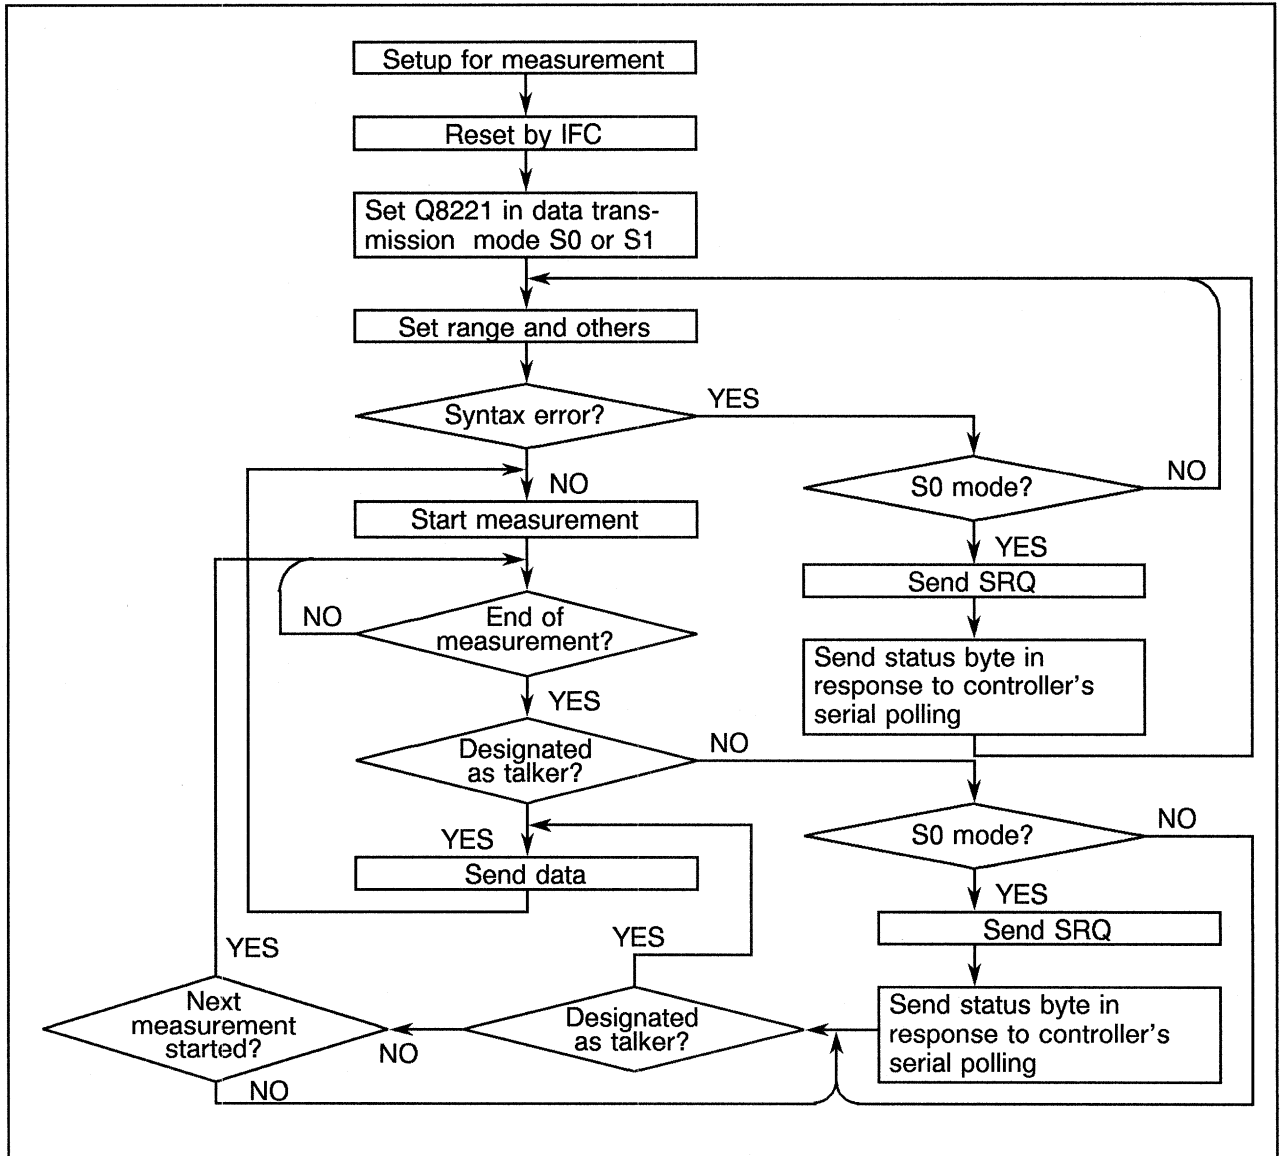 Setup for measurement
Reset by IFC
Set Q8221 in data trans-
mission mode S0 or S1
Set range and others
Syntax error?
YES
NO
S0 mode?
NO
YES
Start measurement
Send SRQ
End of
measurement?
NO
YES
Send status byte in
response to controller's
serial polling
Designated
as talker?
NO
YES
S0 mode?
NO
YES
Send data
Send SRQ
YES
YES
Next
measurement
started?
NO
Designated
as talker?
NO
Send status byte in
response to controller's
serial polling